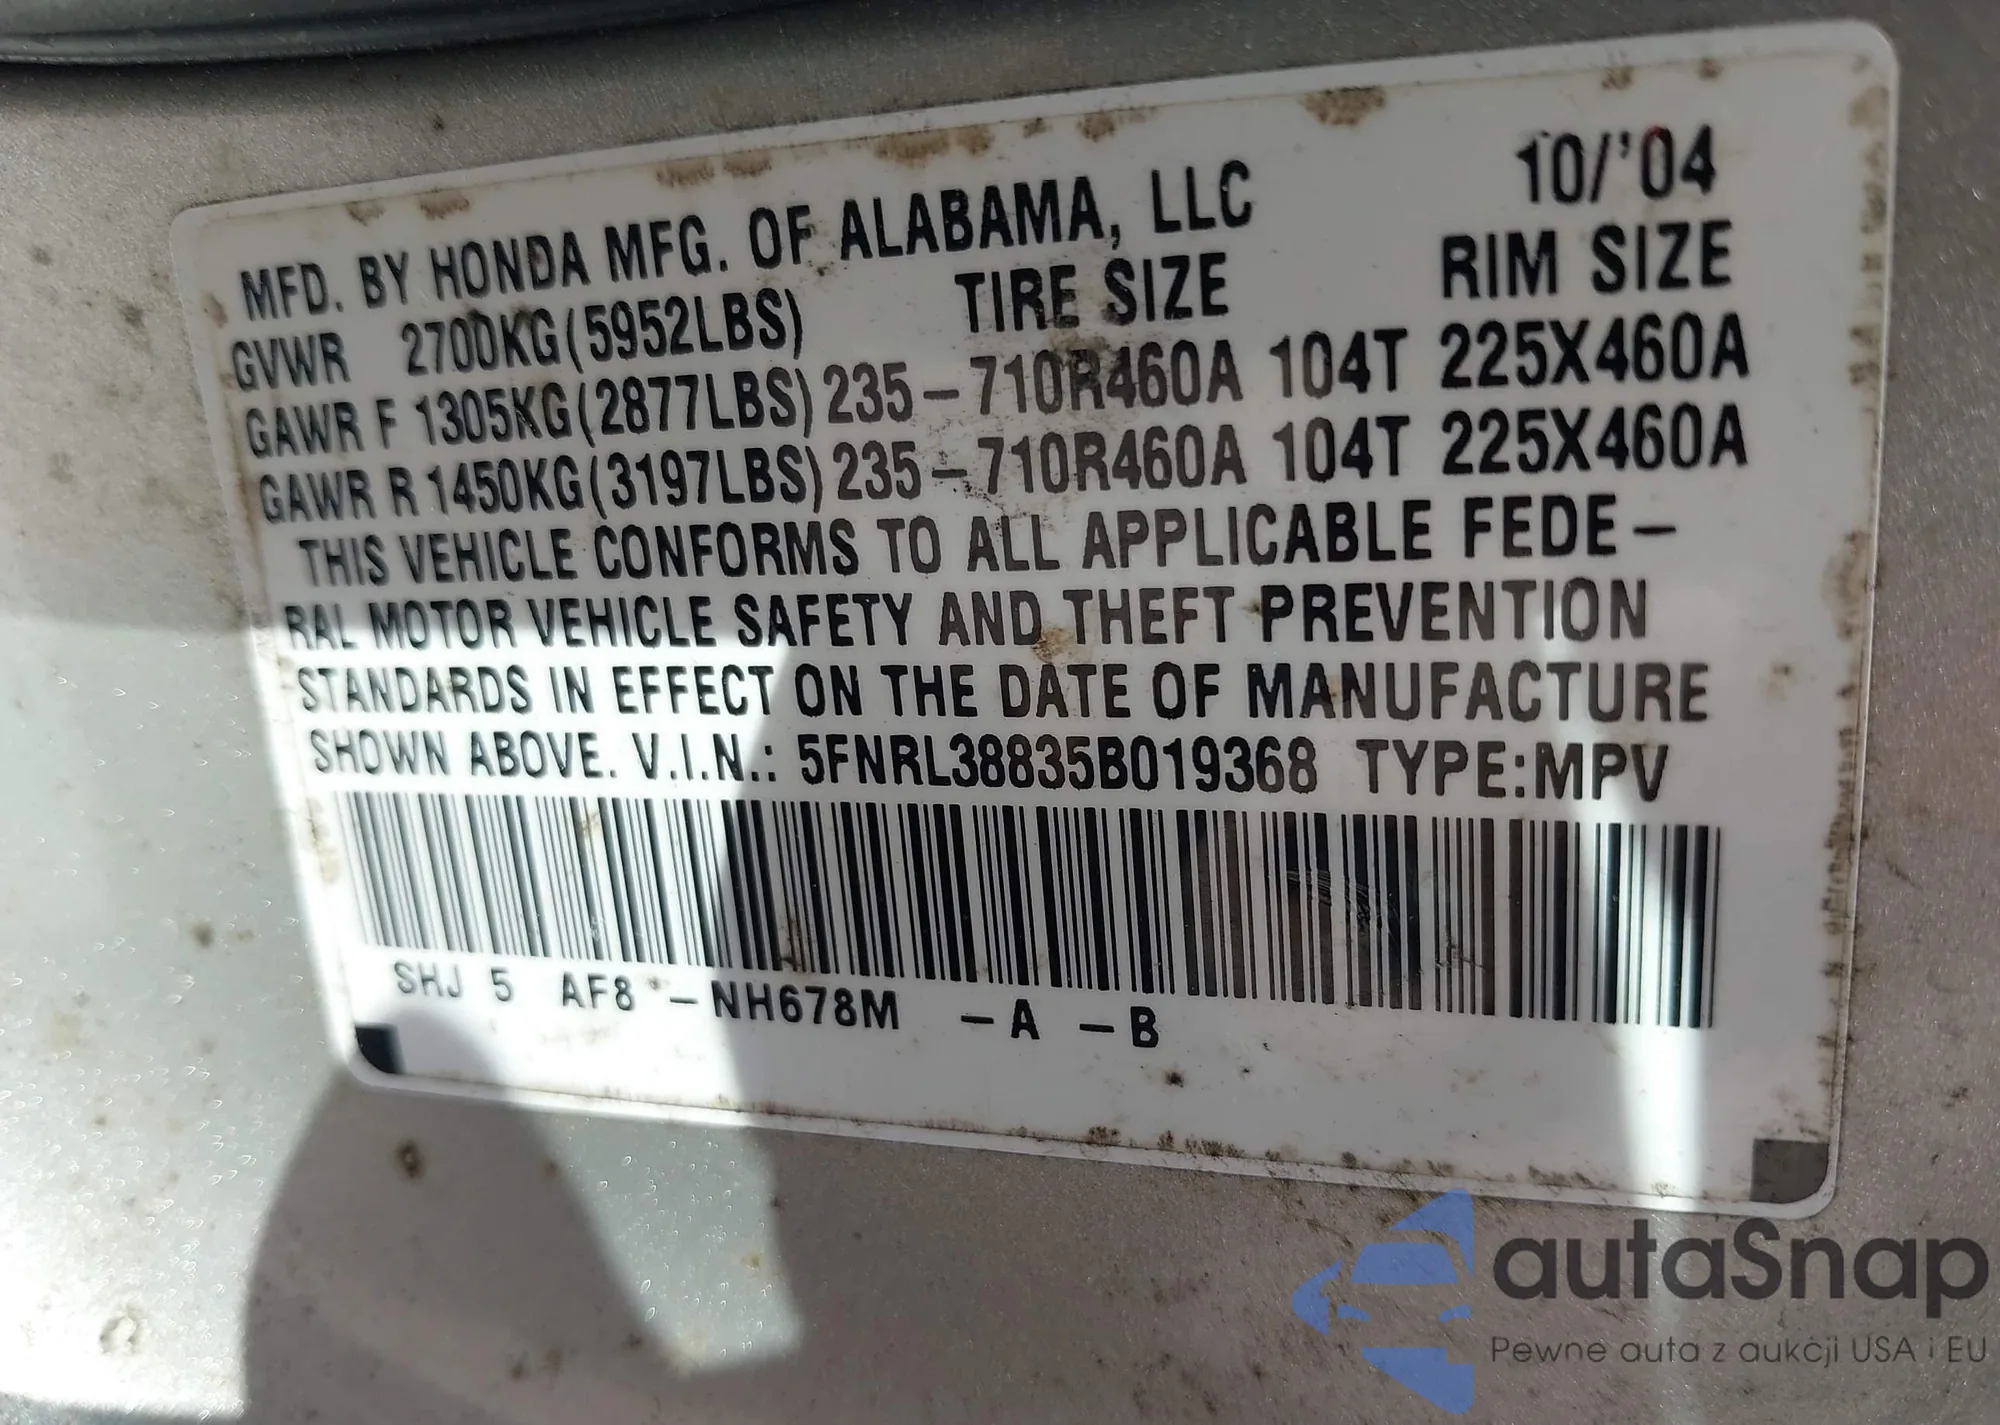 MFD. BY HONDA MFG. OF ALABAMA, LLC 10/'04
GVWR 2700KG(5952LBS) TIRE SIZE RIM SIZE
GAWR F 1305KG(2877LBS) 235-710R460A 104T 225X460A
GAWR R 1450KG(3197LBS) 235-710R460A 104T 225X460A
THIS VEHICLE CONFORMS TO ALL APPLICABLE FEDE-
RAL MOTOR VEHICLE SAFETY AND THEFT PREVENTION
STANDARDS IN EFFECT ON THE DATE OF MANUFACTURE
SHOWN ABOVE. V.I.N.: 5FNRL38835B019368 TYPE:MPV
SHJ 5 AF8 -NH678M -A -B
autaSnap
Pewne auta z aukcji USA i EU